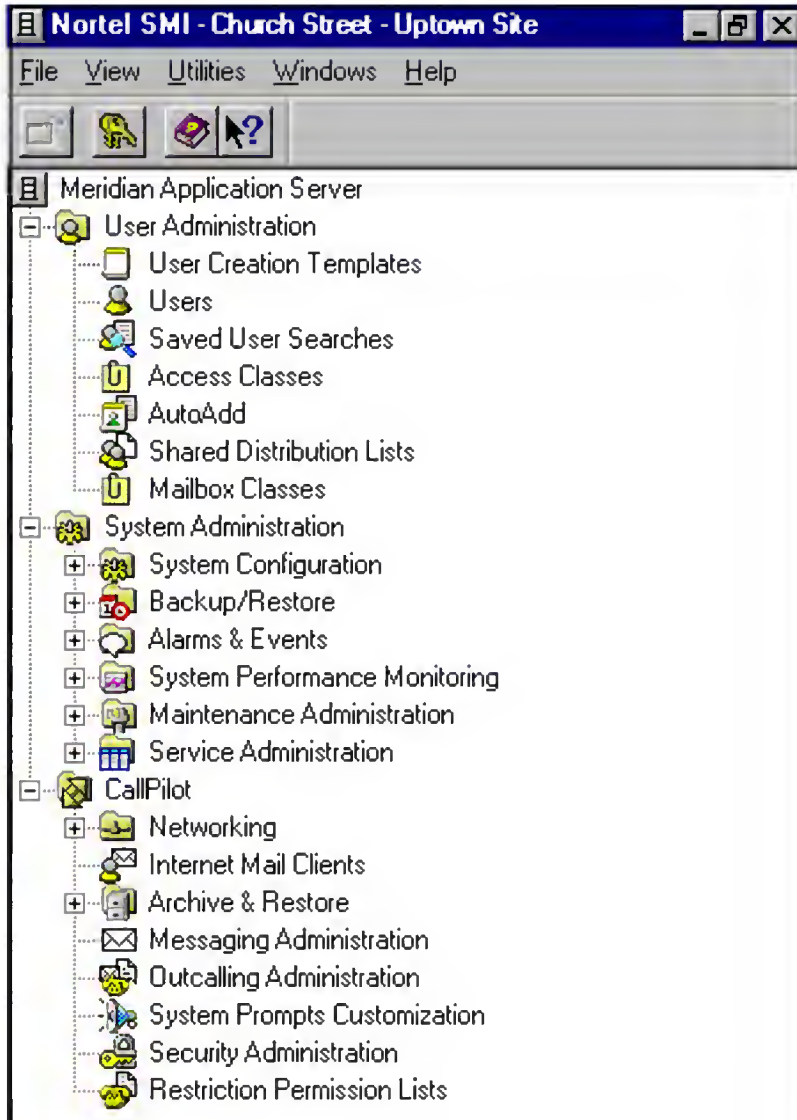 Nortel SMI - Church Street - Uptown Site
File View Utilities Windows Help
Meridian Application Server
User Administration
User Creation Templates
Users
Saved User Searches
Access Classes
AutoAdd
Shared Distribution Lists
Mailbox Classes
System Administration
System Configuration
Backup/Restore
Alarms & Events
System Performance Monitoring
Maintenance Administration
Service Administration
CallPilot
Networking
Internet Mail Clients
Archive & Restore
Messaging Administration
Outcalling Administration
System Prompts Customization
Security Administration
Restriction Permission Lists